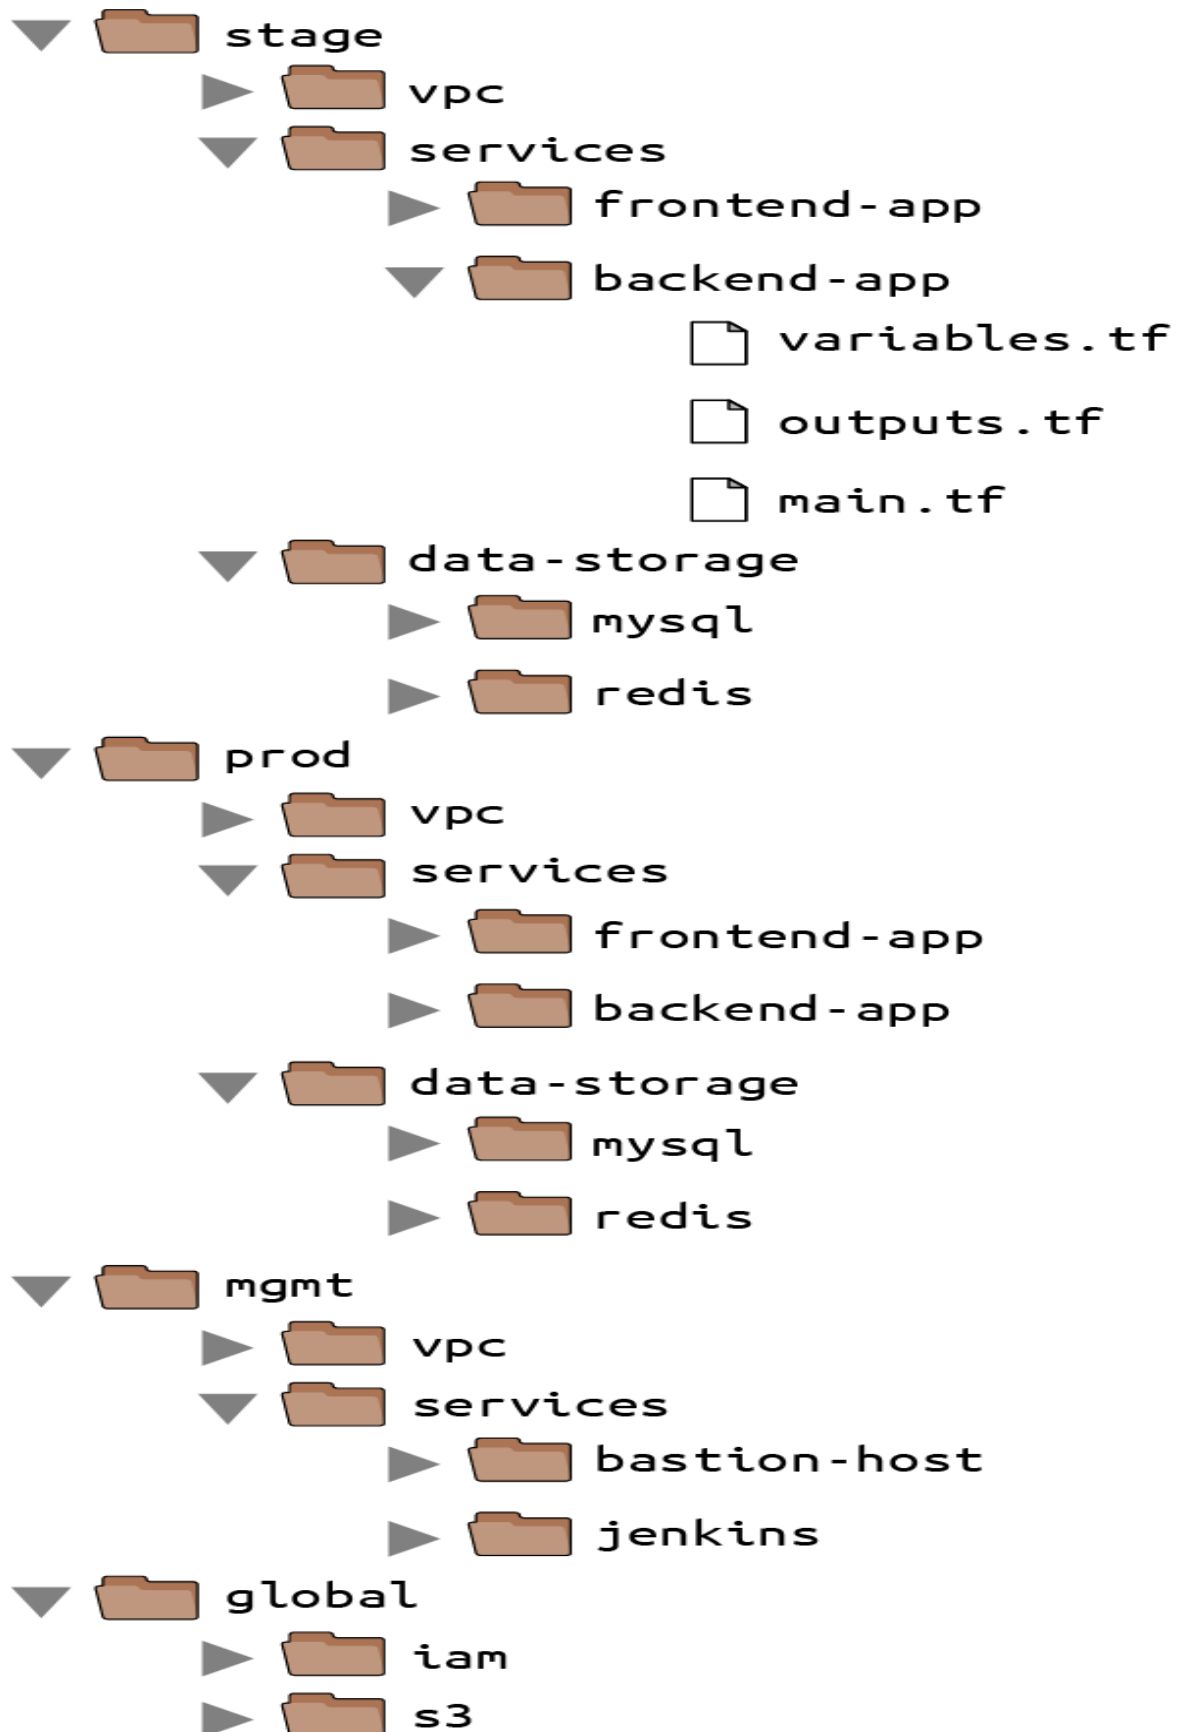 stage
vpc
services
frontend-app
backend-app
variables.tf
outputs.tf
main.tf
data-storage
mysql
redis
prod
vpc
services
frontend-app
backend-app
data-storage
mysql
redis
mgmt
vpc
services
bastion-host
jenkins
global
iam
s3